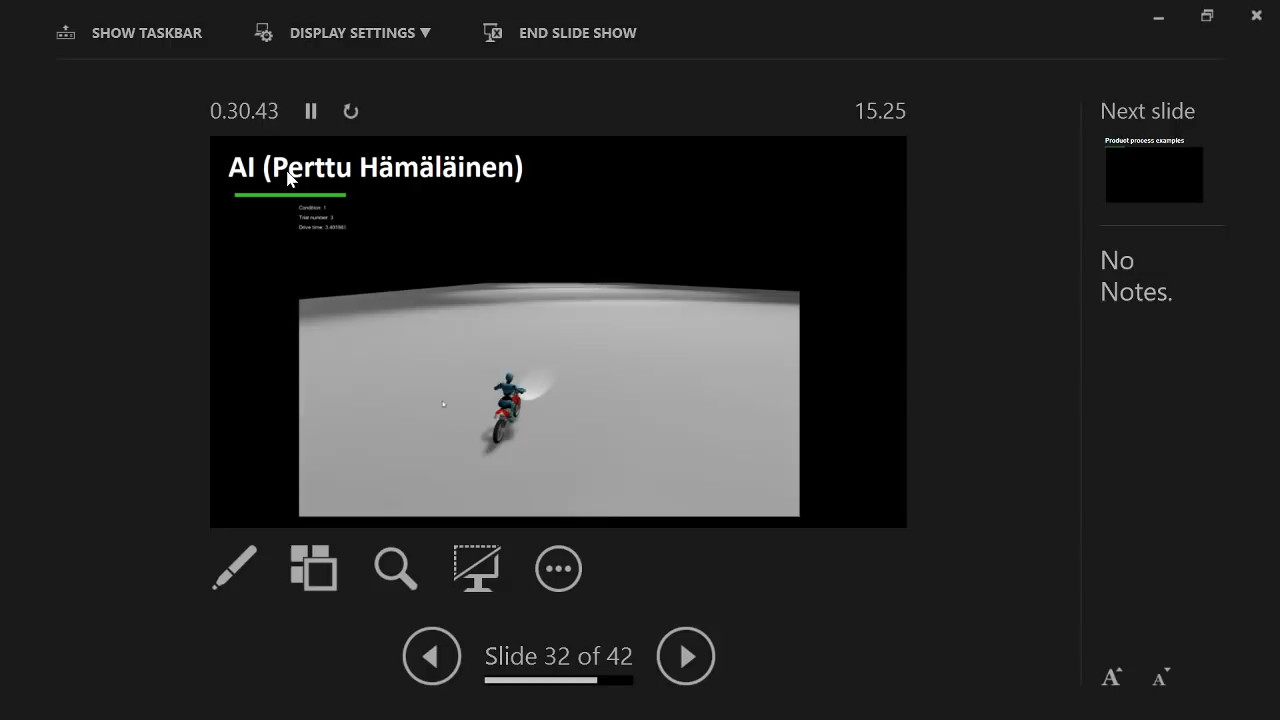 SHOW TASKBAR
DISPLAY SETTINGS ▼
END SLIDE SHOW
0.30.43
15.25
Next slide
AI (Perttu Hämäläinen)
Condition: 1
Trial number: 3
Product process examples
No
Notes.
Slide 32 of 42
A A